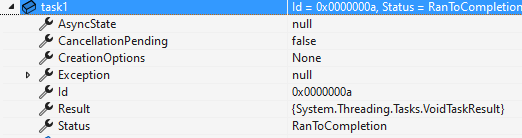 task1 Id = 0x0000000a, Status = RanToCompletion
AsyncState null
CancellationPending false
CreationOptions None
Exception null
Id 0x0000000a
Result {System.Threading.Tasks.VoidTaskResult}
Status RanToCompletion